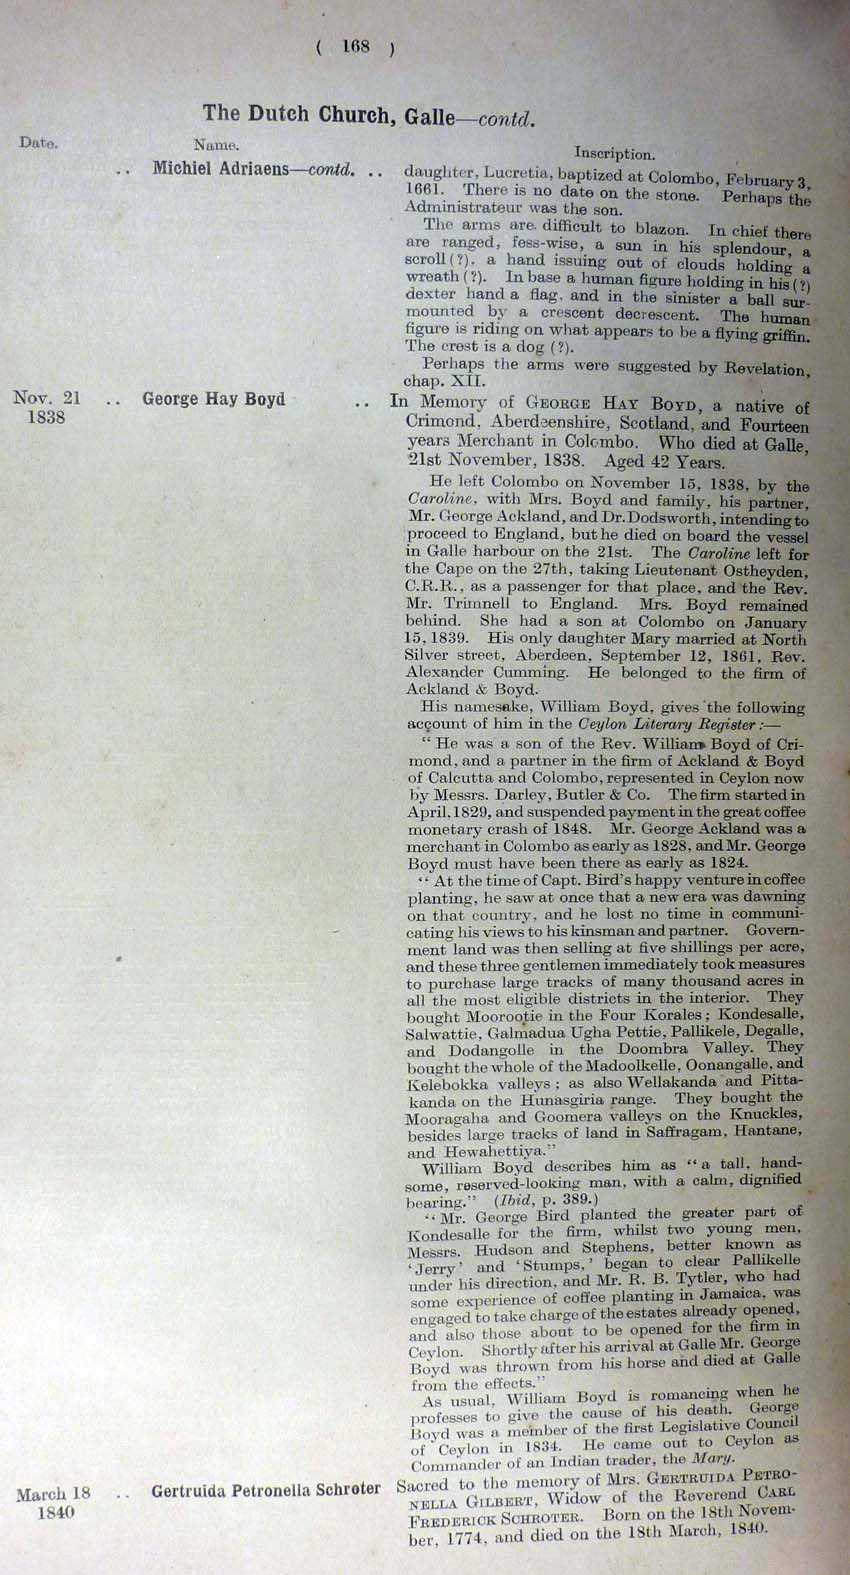 ( 168 )
The Dutch Church, Galle—contd.
Date. Name. Inscription.
.. Michiel Adriaens—contd. .. daughter, Lucretia, baptized at Colombo, February 3,
1661. There is no date on the stone. Perhaps the
Administrateur was the son.
The arms are difficult to blazon. In chief there
are ranged, fess-wise, a sun in his splendour, a
scroll (?), a hand issuing out of clouds holding a
wreath (?). In base a human figure holding in his (?)
dexter hand a flag, and in the sinister a ball sur-
mounted by a crescent decrescent. The human
figure is riding on what appears to be a flying griffin.
The crest is a dog (?).
Perhaps the arms were suggested by Revelation,
chap. XII.
Nov. 21 .. George Hay Boyd .. In Memory of GEORGE HAY BOYD, a native of
1838 Crimond, Aberdeenshire, Scotland, and Fourteen
years Merchant in Colombo. Who died at Galle,
21st November, 1838. Aged 42 Years.
He left Colombo on November 15, 1838, by the
Caroline, with Mrs. Boyd and family, his partner,
Mr. George Ackland, and Dr. Dodsworth, intending to
proceed to England, but he died on board the vessel
in Galle harbour on the 21st. The Caroline left for
the Cape on the 27th, taking Lieutenant Ostheyden,
C.R.R., as a passenger for that place, and the Rev.
Mr. Trimnell to England. Mrs. Boyd remained
behind. She had a son at Colombo on January
15, 1839. His only daughter Mary married at North
Silver street, Aberdeen, September 12, 1861, Rev.
Alexander Cumming. He belonged to the firm of
Ackland & Boyd.
His namesake, William Boyd, gives the following
account of him in the Ceylon Literary Register:—
"He was a son of the Rev. William Boyd of Cri-
mond, and a partner in the firm of Ackland & Boyd
of Calcutta and Colombo, represented in Ceylon now
by Messrs. Darley, Butler & Co. The firm started in
April, 1829, and suspended payment in the great coffee
monetary crash of 1848. Mr. George Ackland was a
merchant in Colombo as early as 1828, and Mr. George
Boyd must have been there as early as 1824.
"At the time of Capt. Bird's happy venture in coffee
planting, he saw at once that a new era was dawning
on that country, and he lost no time in communi-
cating his views to his kinsman and partner. Govern-
ment land was then selling at five shillings per acre,
and these three gentlemen immediately took measures
to purchase large tracks of many thousand acres in
all the most eligible districts in the interior. They
bought Moorootie in the Four Korales; Kondesalle,
Salwattie, Galmadua Ugha Pettie, Pallikele, Degalle,
and Dodangolle in the Doombra Valley. They
bought the whole of the Madoolkelle, Oonangalle, and
Kelebokka valleys; as also Wellakanda and Pitta-
kanda on the Hunasgiria range. They bought the
Mooragaha and Goomera valleys on the Knuckles,
besides large tracks of land in Saffragam, Hantane,
and Hewahettiya."
William Boyd describes him as "a tall, hand-
some, reserved-looking man, with a calm, dignified
bearing." (Ibid, p. 389.)
"Mr. George Bird planted the greater part of
Kondesalle for the firm, whilst two young men,
Messrs. Hudson and Stephens, better known as
'Jerry' and 'Stumps,' began to clear Pallikelle
under his direction, and Mr. R. B. Tytler, who had
some experience of coffee planting in Jamaica, was
engaged to take charge of the estates already opened,
and also those about to be opened for the firm in
Ceylon. Shortly after his arrival at Galle Mr. George
Boyd was thrown from his horse and died at Galle
from the effects."
As usual, William Boyd is romancing when he
professes to give the cause of his death. George
Boyd was a member of the first Legislative Council
of Ceylon in 1834. He came out to Ceylon as
Commander of an Indian trader, the Mary.
March 18 .. Gertruida Petronella Schroter Sacred to the memory of Mrs. GERTRUIDA PETRO-
1840 NELLA GILBERT, Widow of the Reverend CARL
FREDERICK SCHROTER. Born on the 18th Novem-
ber, 1774, and died on the 18th March, 1840.